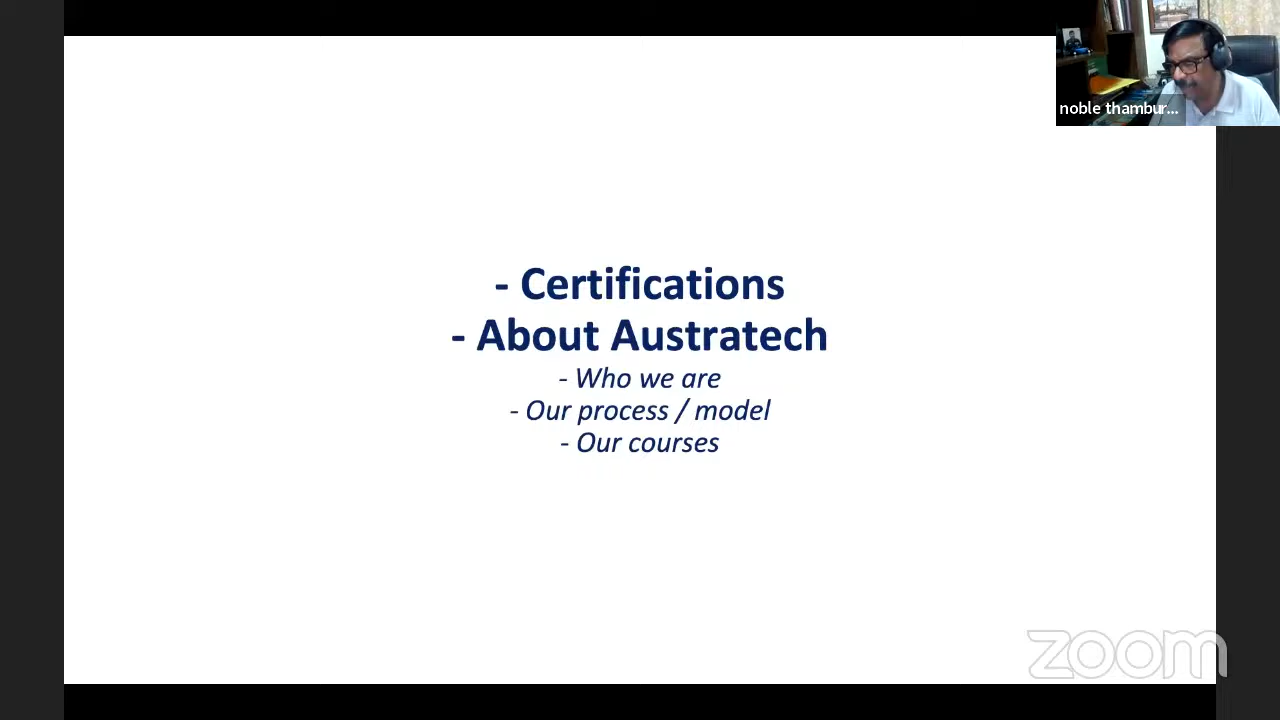 noble thambur...
- Certifications
- About Austratech
- Who we are
- Our process / model
- Our courses
zoom